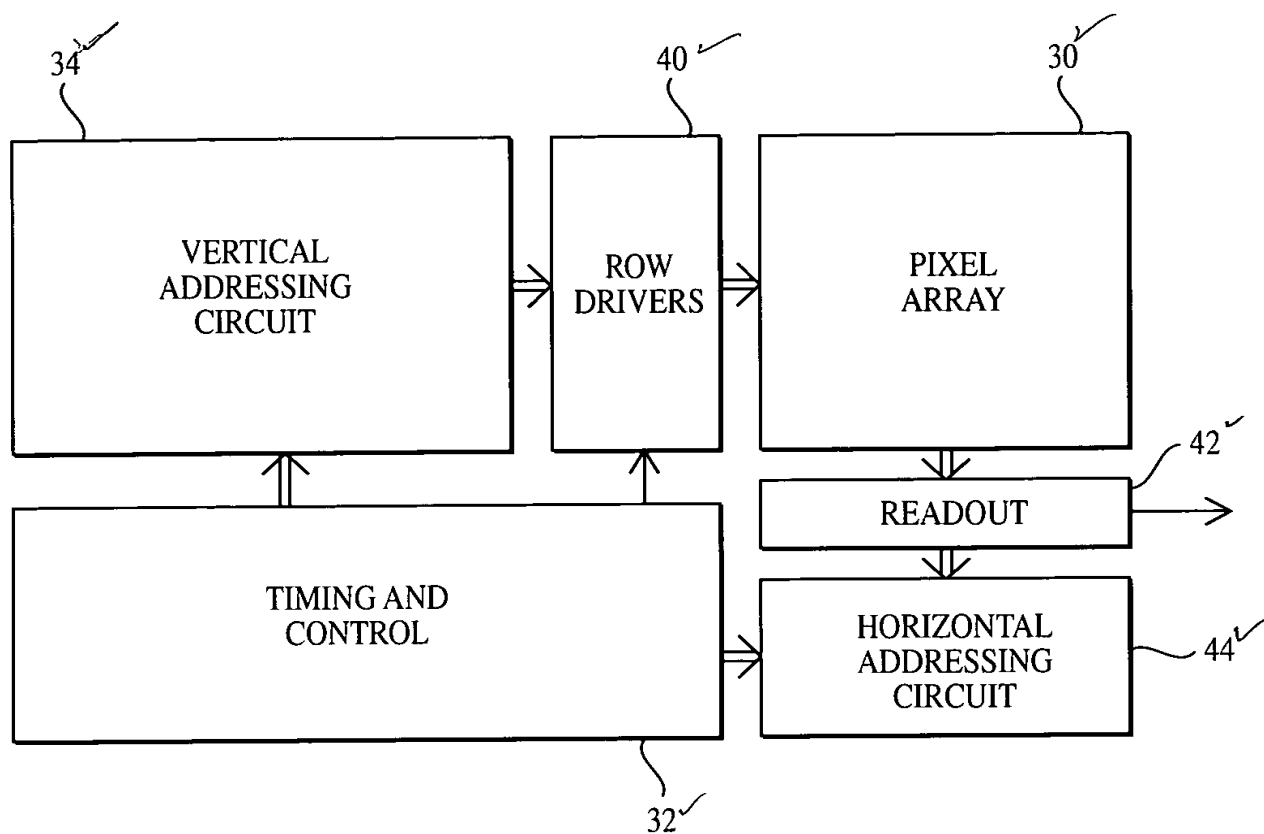 34
40
30
VERTICAL
ADDRESSING
CIRCUIT
ROW
DRIVERS
PIXEL
ARRAY
42
READOUT
TIMING AND
CONTROL
HORIZONTAL
ADDRESSING
CIRCUIT
44
32